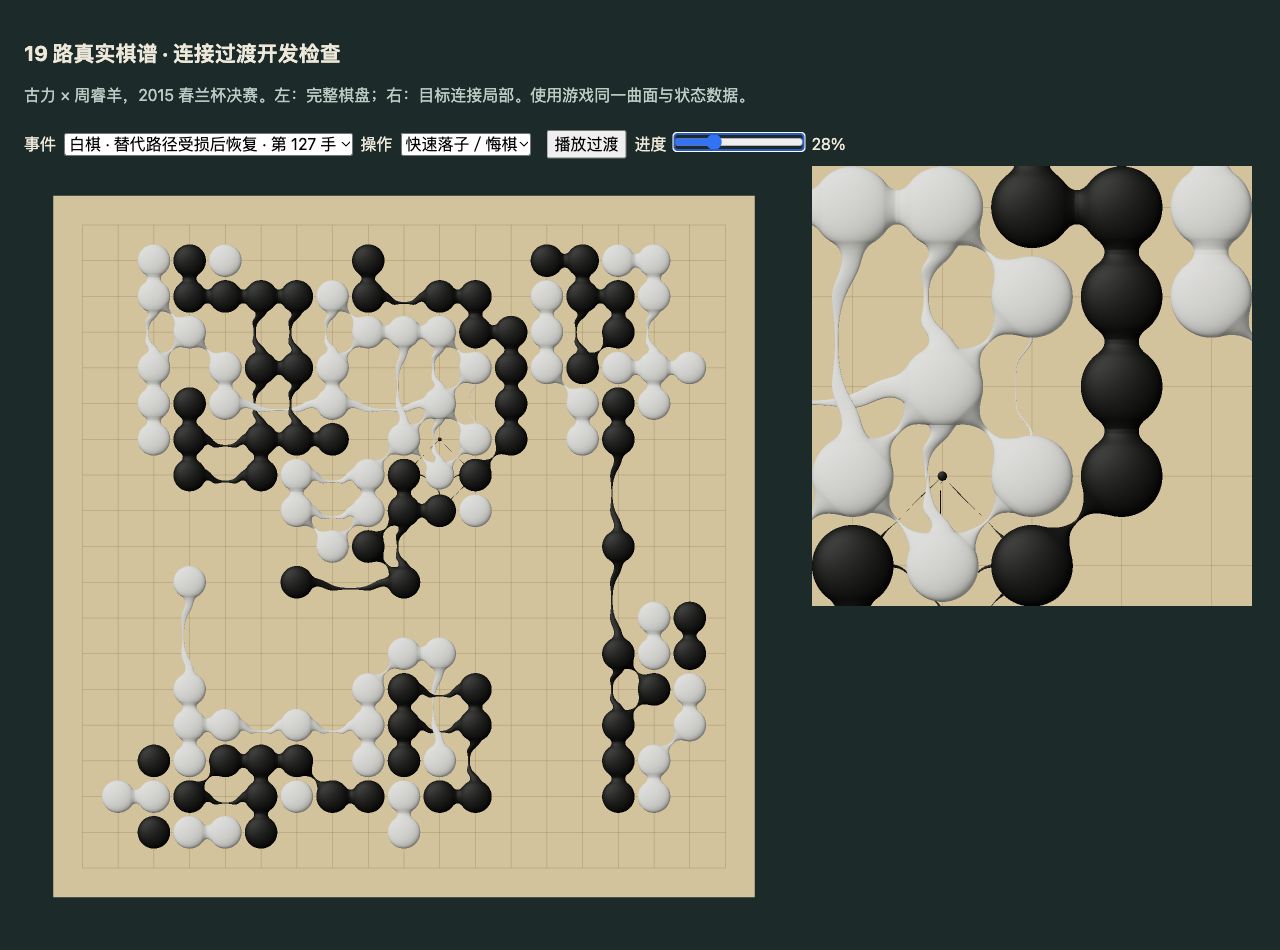 19 路真实棋谱 · 连接过渡开发检查
古力 × 周睿羊，2015 春兰杯决赛。左：完整棋盘；右：目标连接局部。使用游戏同一曲面与状态数据。
事件 白棋 · 替代路径受损后恢复 · 第 127 手 操作 快速落子 / 悔棋 播放过渡 进度 28%